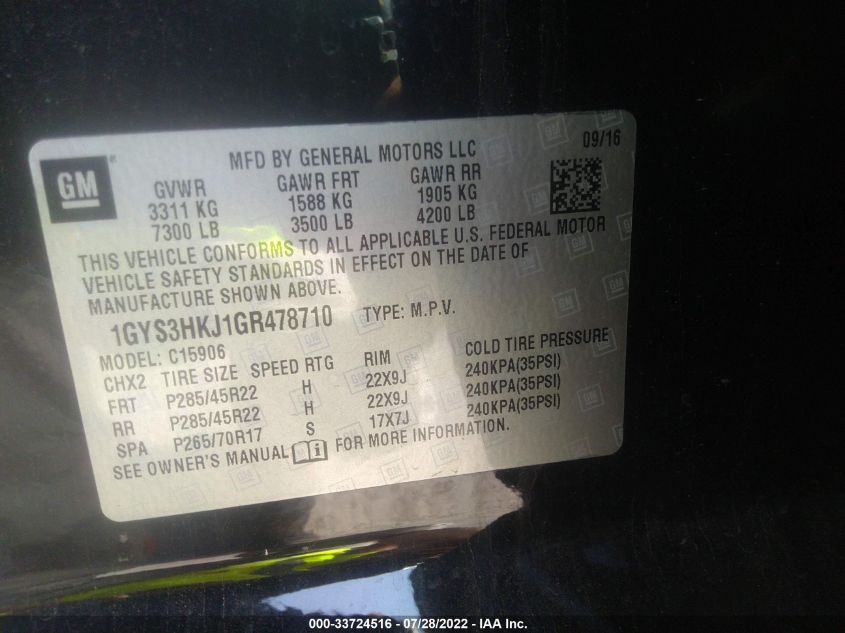 09/16
MFD BY GENERAL MOTORS LLC
GM
GVWR GAWR FRT GAWR RR
3311 KG 1588 KG 1905 KG
7300 LB 3500 LB 4200 LB
THIS VEHICLE CONFORMS TO ALL APPLICABLE U.S. FEDERAL MOTOR
VEHICLE SAFETY STANDARDS IN EFFECT ON THE DATE OF
MANUFACTURE SHOWN ABOVE.
1GYS3HKJ1GR478710 TYPE: M.P.V.
MODEL: C15906
CHX2 TIRE SIZE SPEED RTG RIM COLD TIRE PRESSURE
FRT P285/45R22 H 22X9J 240KPA(35PSI)
RR P285/45R22 H 22X9J 240KPA(35PSI)
SPA P265/70R17 S 17X7J 240KPA(35PSI)
SEE OWNER'S MANUAL FOR MORE INFORMATION.
000-33724516 - 07/28/2022 - IAA Inc.